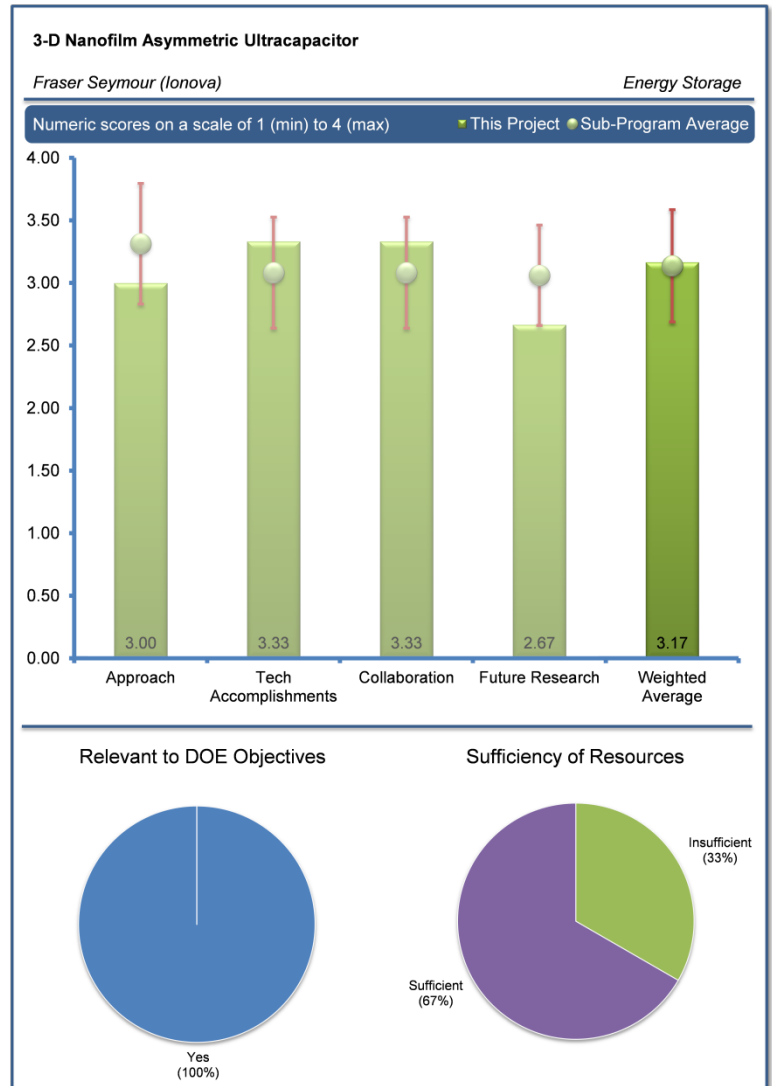 3-D Nanofilm Asymmetric Ultracapacitor
Fraser Seymour (Ionova) Energy Storage
Numeric scores on a scale of 1 (min) to 4 (max) This Project Sub-Program Average
4.00
3.50
3.00
2.50
2.00
1.50
1.00
0.50
0.00
3.00 3.33 3.33 2.67 3.17
Approach Tech Collaboration Future Research Weighted
Accomplishments Average
Relevant to DOE Objectives Sufficiency of Resources
Insufficient
(33%)
Sufficient
(67%)
Yes
(100%)